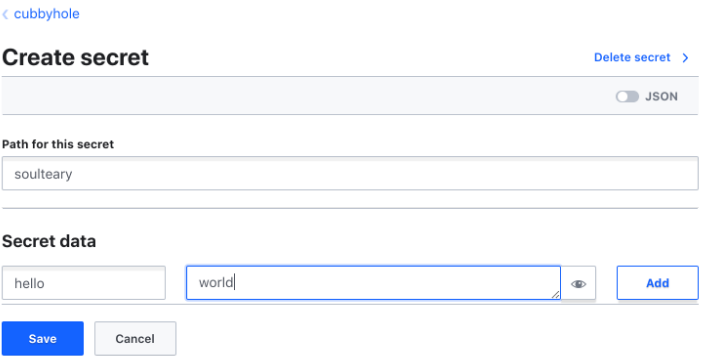 cubbyhole
Create secret
Delete secret
JSON
Path for this secret
soulteary
Secret data
hello
world
Add
Save
Cancel